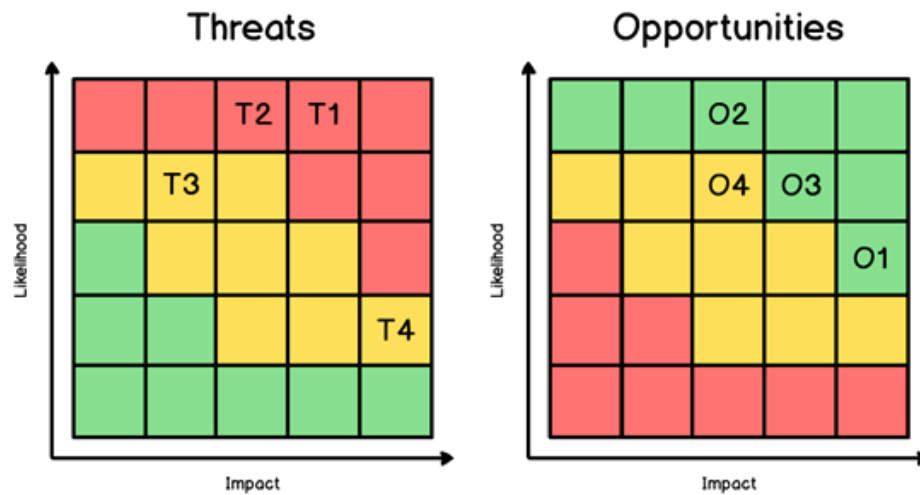 Threats
T2 T1
T3
T4
Likelihood
Impact
Opportunities
O2
O4 O3
O1
Likelihood
Impact